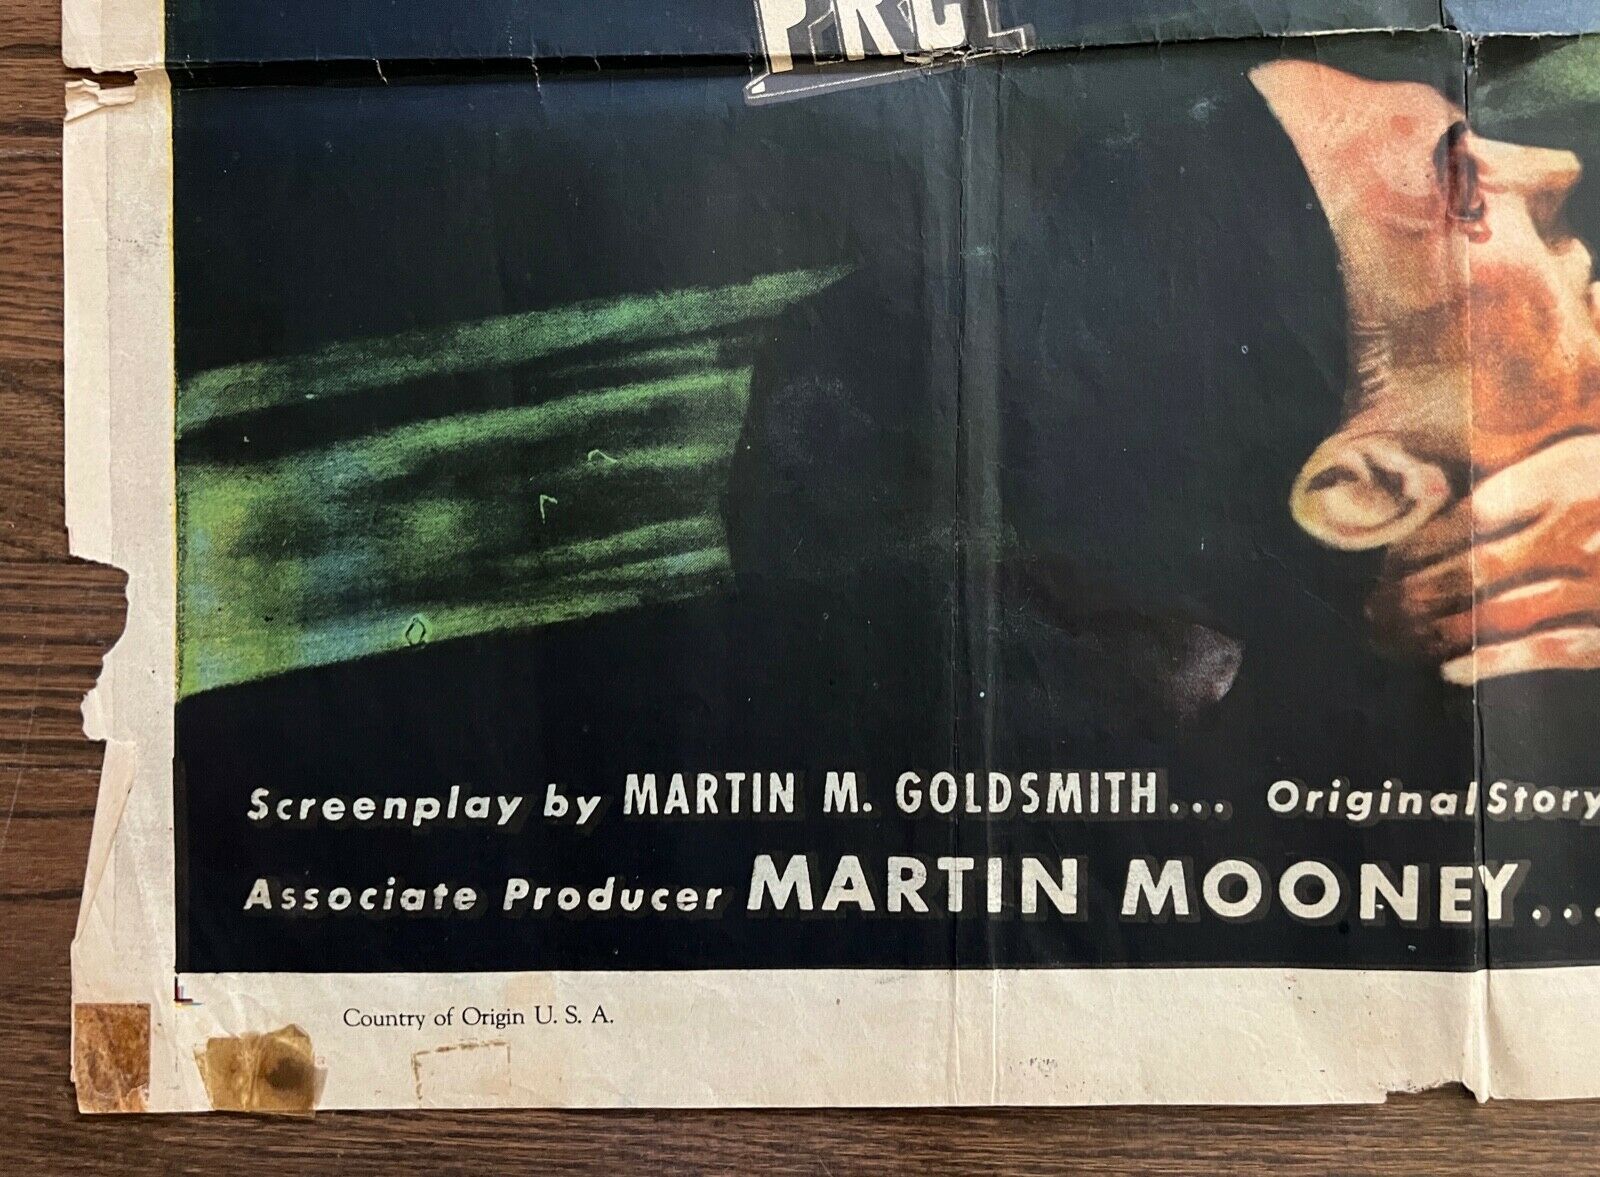 PRC
Screenplay by MARTIN M. GOLDSMITH... Original Story
Associate Producer MARTIN MOONEY...
Country of Origin U. S. A.